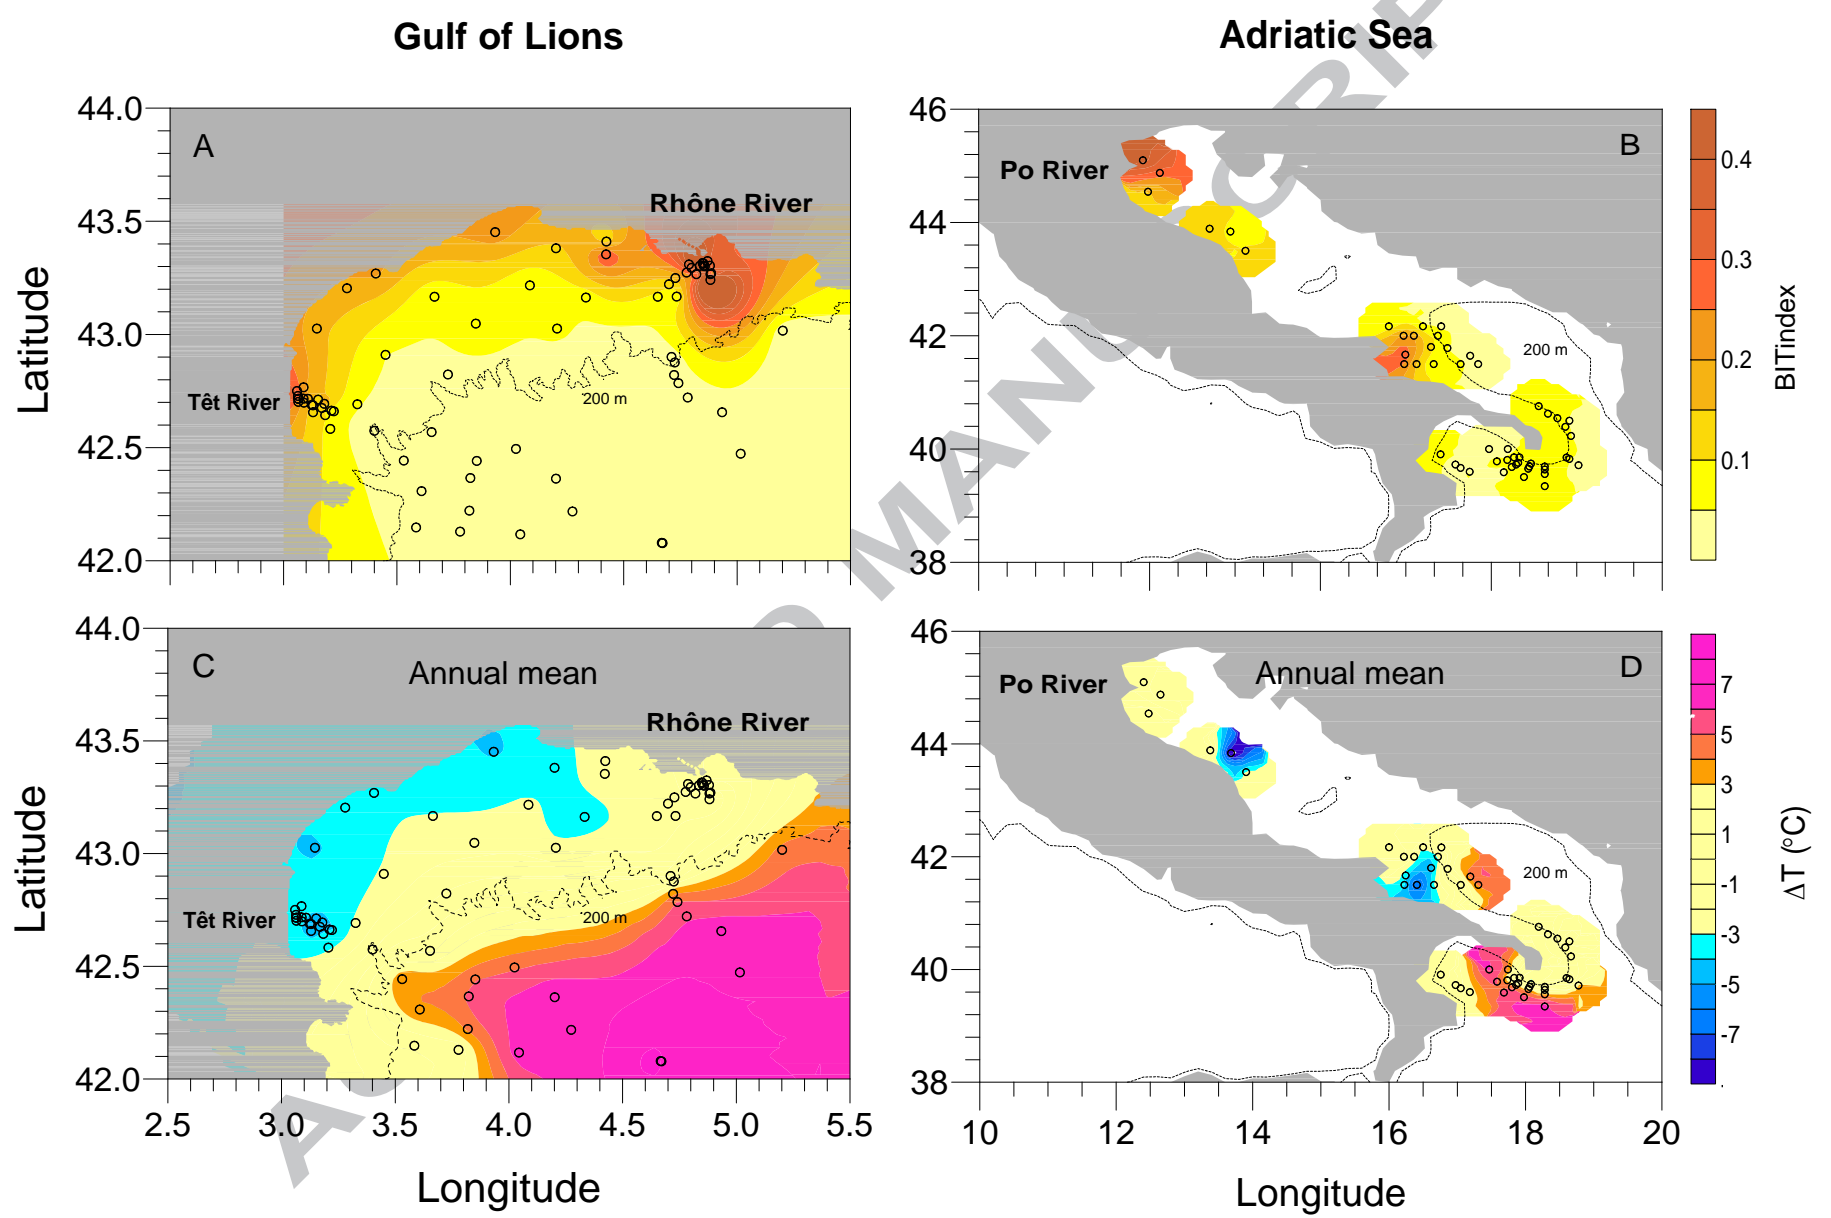 Gulf of Lions
Adriatic Sea
44.0
43.5
43.0
42.5
42.0
Latitude
A
Rhône River
Têt River
200 m
46
44
42
40
38
B
Po River
200 m
0.4
0.3
0.2
0.1
BITindex
44.0
43.5
43.0
42.5
42.0
Latitude
C
Annual mean
Rhône River
Têt River
200 m
2.5 3.0 3.5 4.0 4.5 5.0 5.5
Longitude
46
44
42
40
38
D
Annual mean
Po River
200 m
10 12 14 16 18 20
Longitude
7
5
3
1
-1
-3
-5
-7
ΔT (°C)